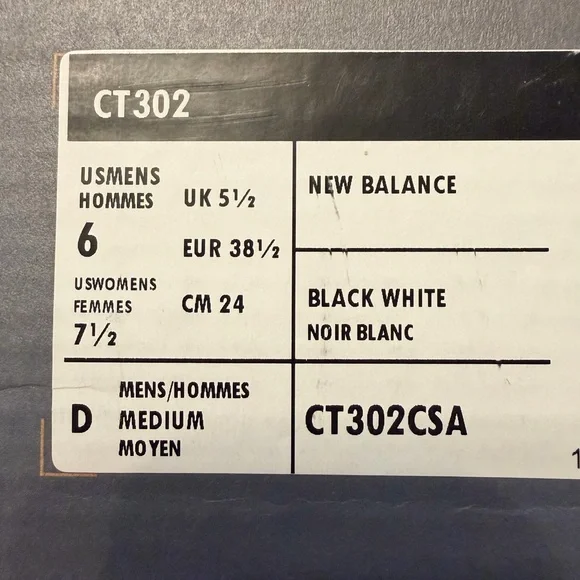 CT302
USMENS
HOMMES
6
UK 5½
EUR 38½
USWOMENS
FEMMES
7½
CM 24
NEW BALANCE
BLACK WHITE
NOIR BLANC
D
MENS/HOMMES
MEDIUM
MOYEN
CT302CSA
1